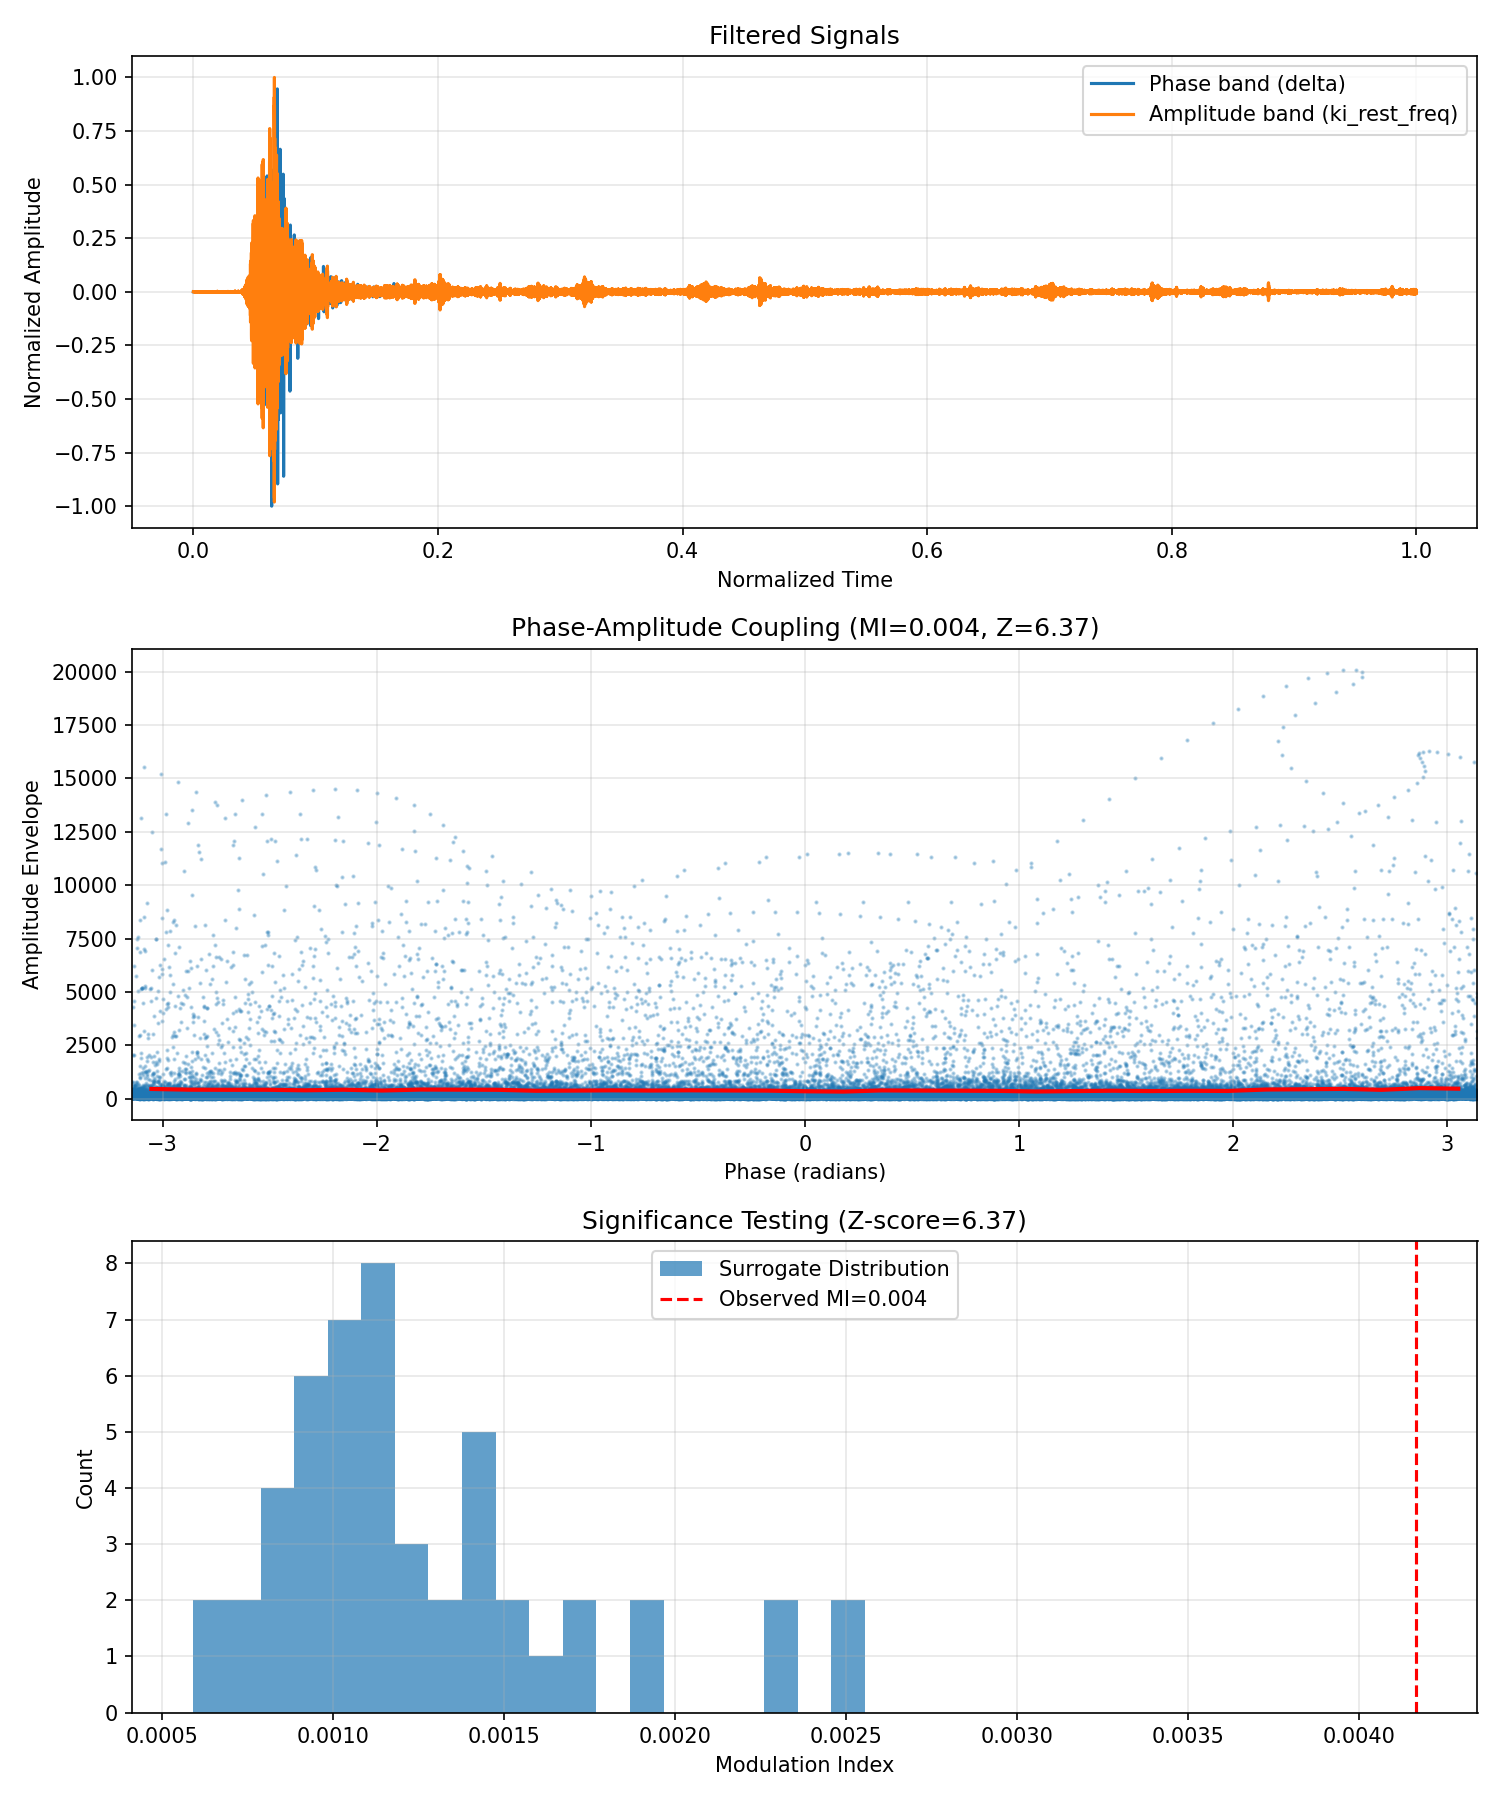 Filtered Signals
Phase band (delta)
Amplitude band (ki_rest_freq)
Normalized Amplitude
1.00
0.75
0.50
0.25
0.00
−0.25
−0.50
−0.75
−1.00
0.0 0.2 0.4 0.6 0.8 1.0
Normalized Time
Phase-Amplitude Coupling (MI=0.004, Z=6.37)
Amplitude Envelope
20000
17500
15000
12500
10000
7500
5000
2500
0
−3 −2 −1 0 1 2 3
Phase (radians)
Significance Testing (Z-score=6.37)
Surrogate Distribution
Observed MI=0.004
Count
8
7
6
5
4
3
2
1
0
0.0005 0.0010 0.0015 0.0020 0.0025 0.0030 0.0035 0.0040
Modulation Index